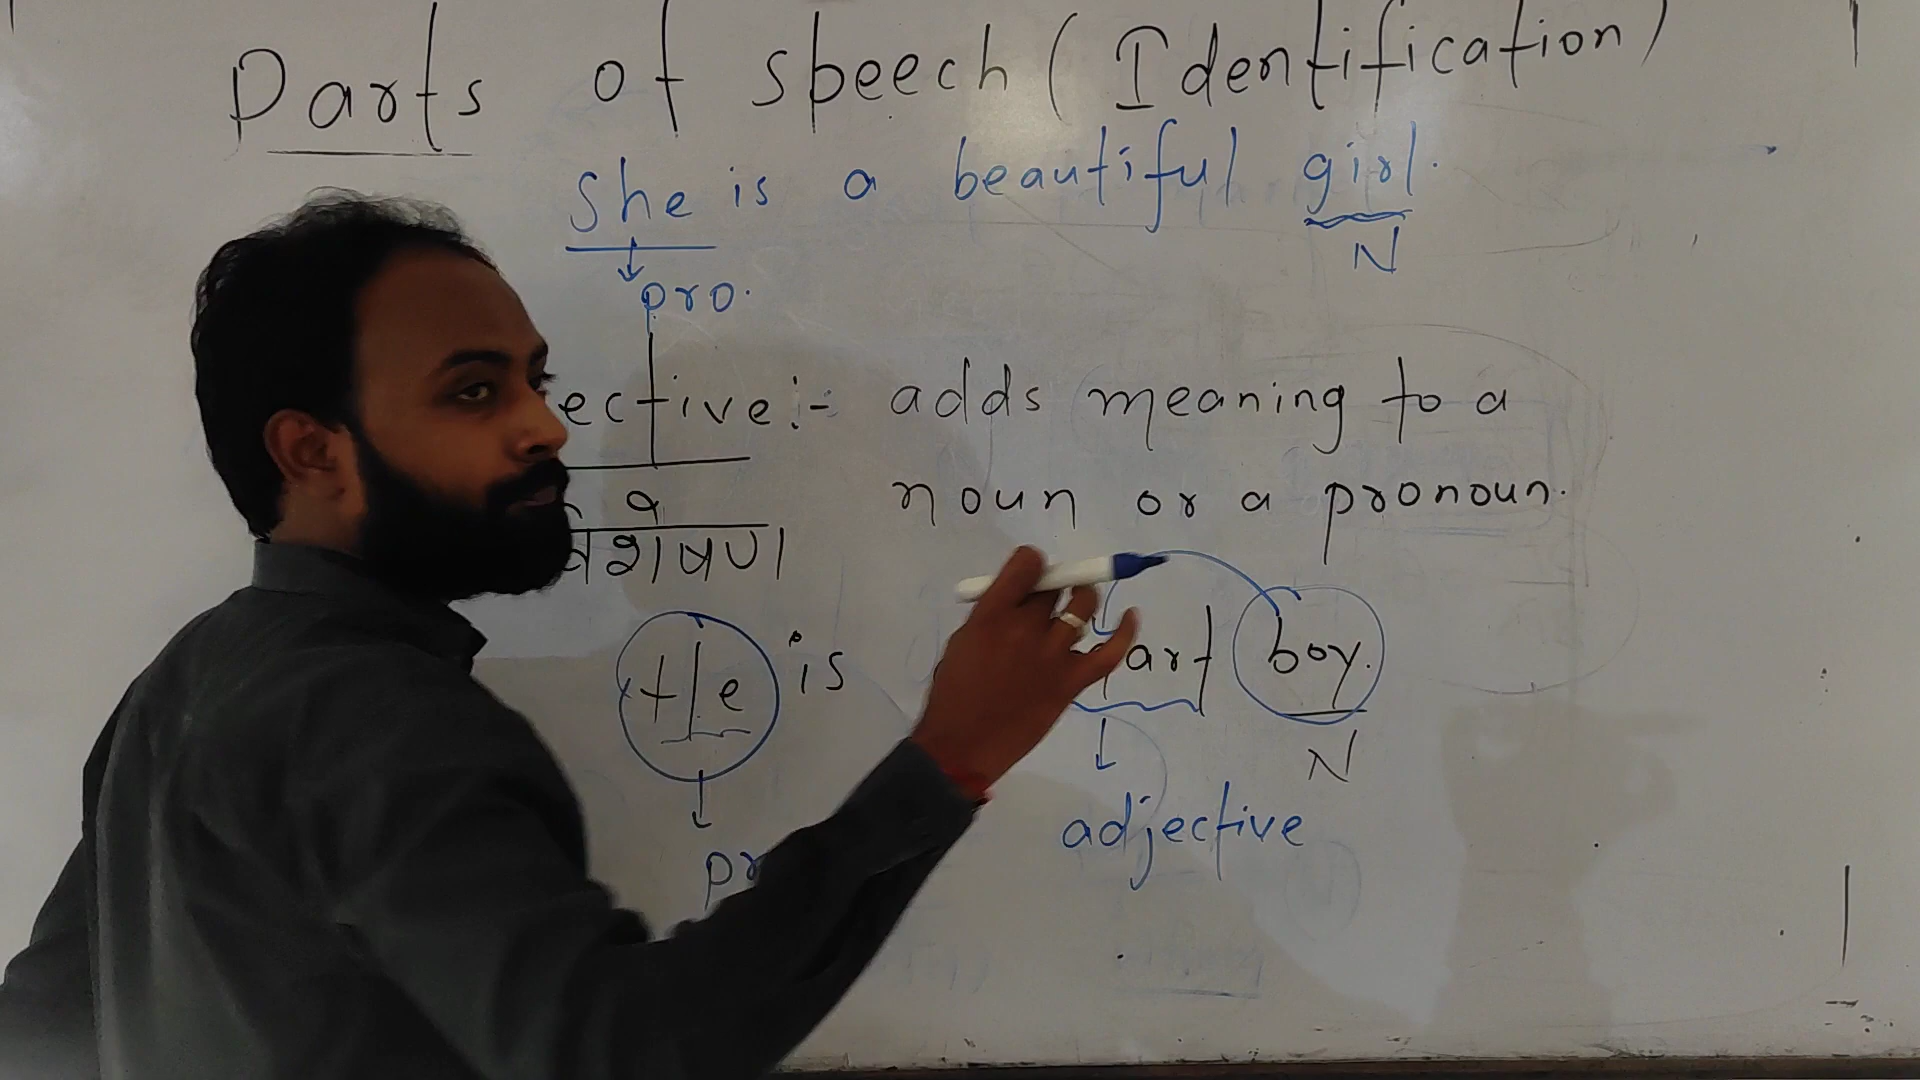 Parts of speech (Identification)
She is a beautiful girl.
N
pro.
ective :- adds meaning to a
noun or a pronoun.
He is art boy.
N
adjective
pr